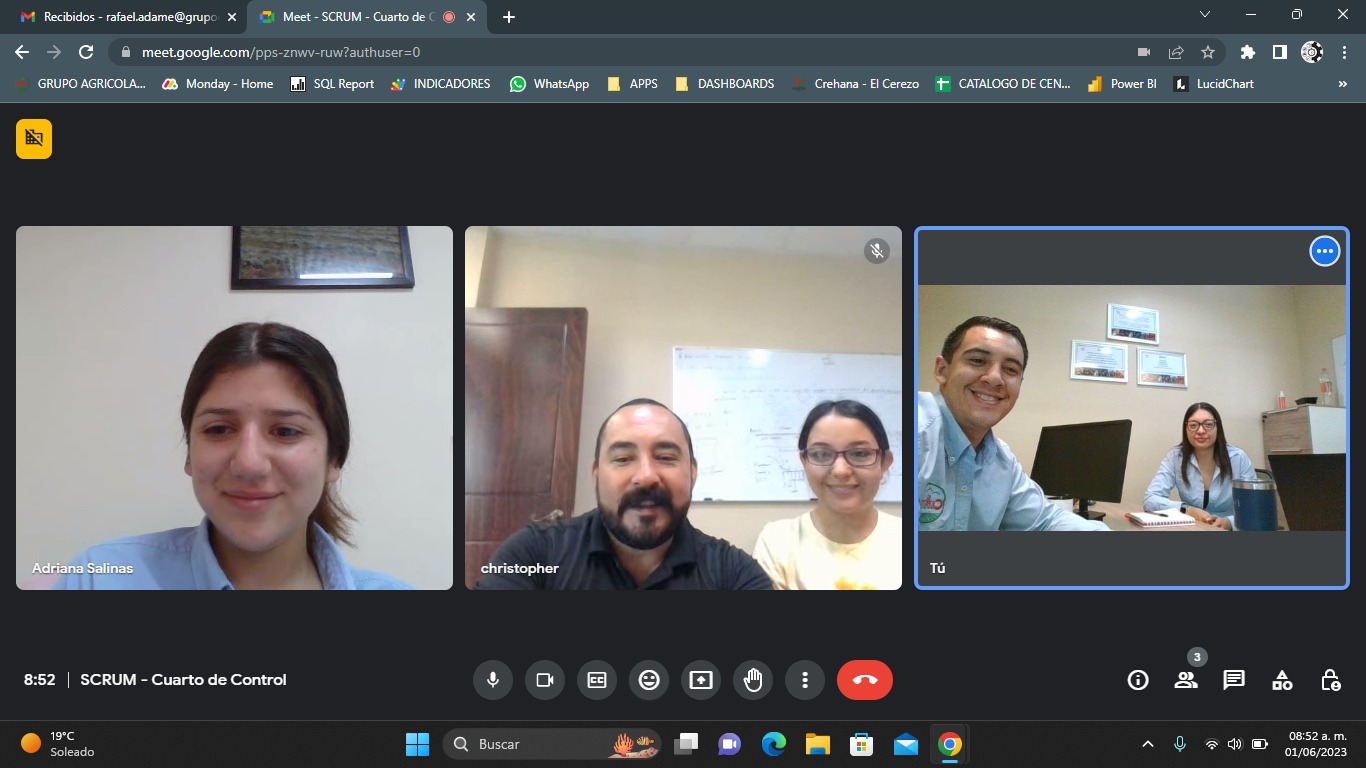 Recibidos - rafael.adame@grupo
Meet - SCRUM - Cuarto de C
meet.google.com/pps-znwv-ruw?authuser=0
GRUPO AGRICOLA...
Monday - Home
SQL Report
INDICADORES
WhatsApp
APPS
DASHBOARDS
Crehana - El Cerezo
CATALOGO DE CEN...
Power BI
LucidChart
Adriana Salinas
christopher
Tú
3
8:52 | SCRUM - Cuarto de Control
19°C
Soleado
Buscar
08:52 a. m.
01/06/2023